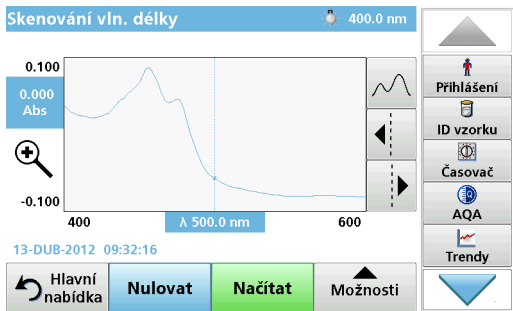 Skenování vln. délky
400.0 nm
0.100
0.000
Abs
-0.100
400
λ 500.0 nm
600
13-DUB-2012 09:32:16
Hlavní
nabídka
Nulovat
Načítat
Možnosti
Přihlášení
ID vzorku
Časovač
AQA
Trendy